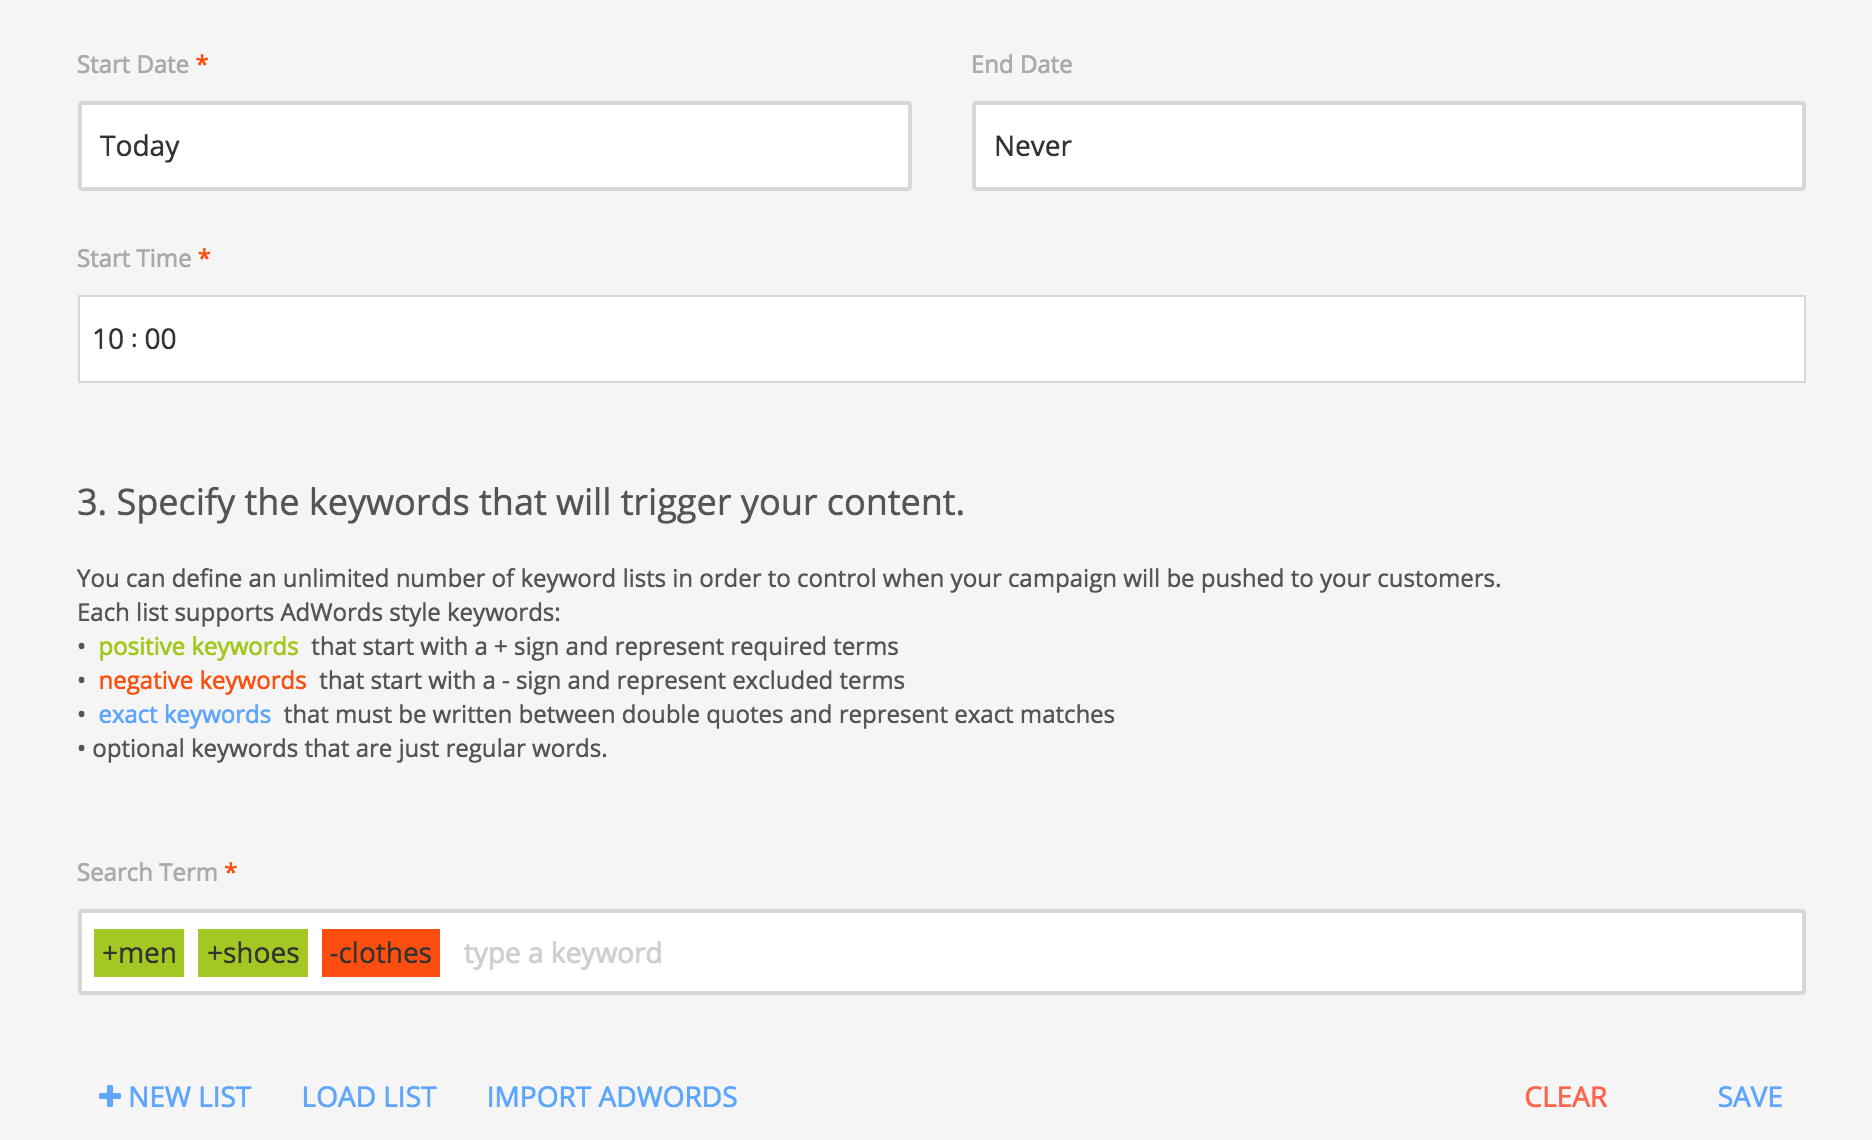 Start Date *
End Date
Today
Never
Start Time *
10 : 00
3. Specify the keywords that will trigger your content.
You can define an unlimited number of keyword lists in order to control when your campaign will be pushed to your customers.
Each list supports AdWords style keywords:
• positive keywords that start with a + sign and represent required terms
• negative keywords that start with a - sign and represent excluded terms
• exact keywords that must be written between double quotes and represent exact matches
• optional keywords that are just regular words.
Search Term *
+men +shoes -clothes type a keyword
+ NEW LIST LOAD LIST IMPORT ADWORDS CLEAR SAVE